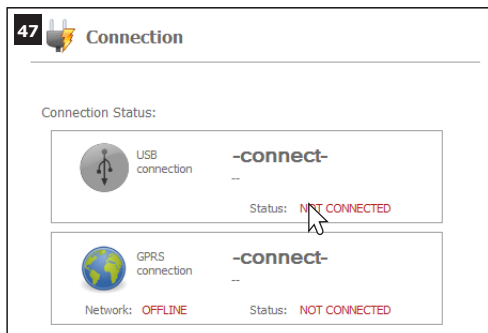 47
Connection
Connection Status:
USB
connection
-connect-
--
Status: NOT CONNECTED
GPRS
connection
-connect-
--
Network: OFFLINE Status: NOT CONNECTED